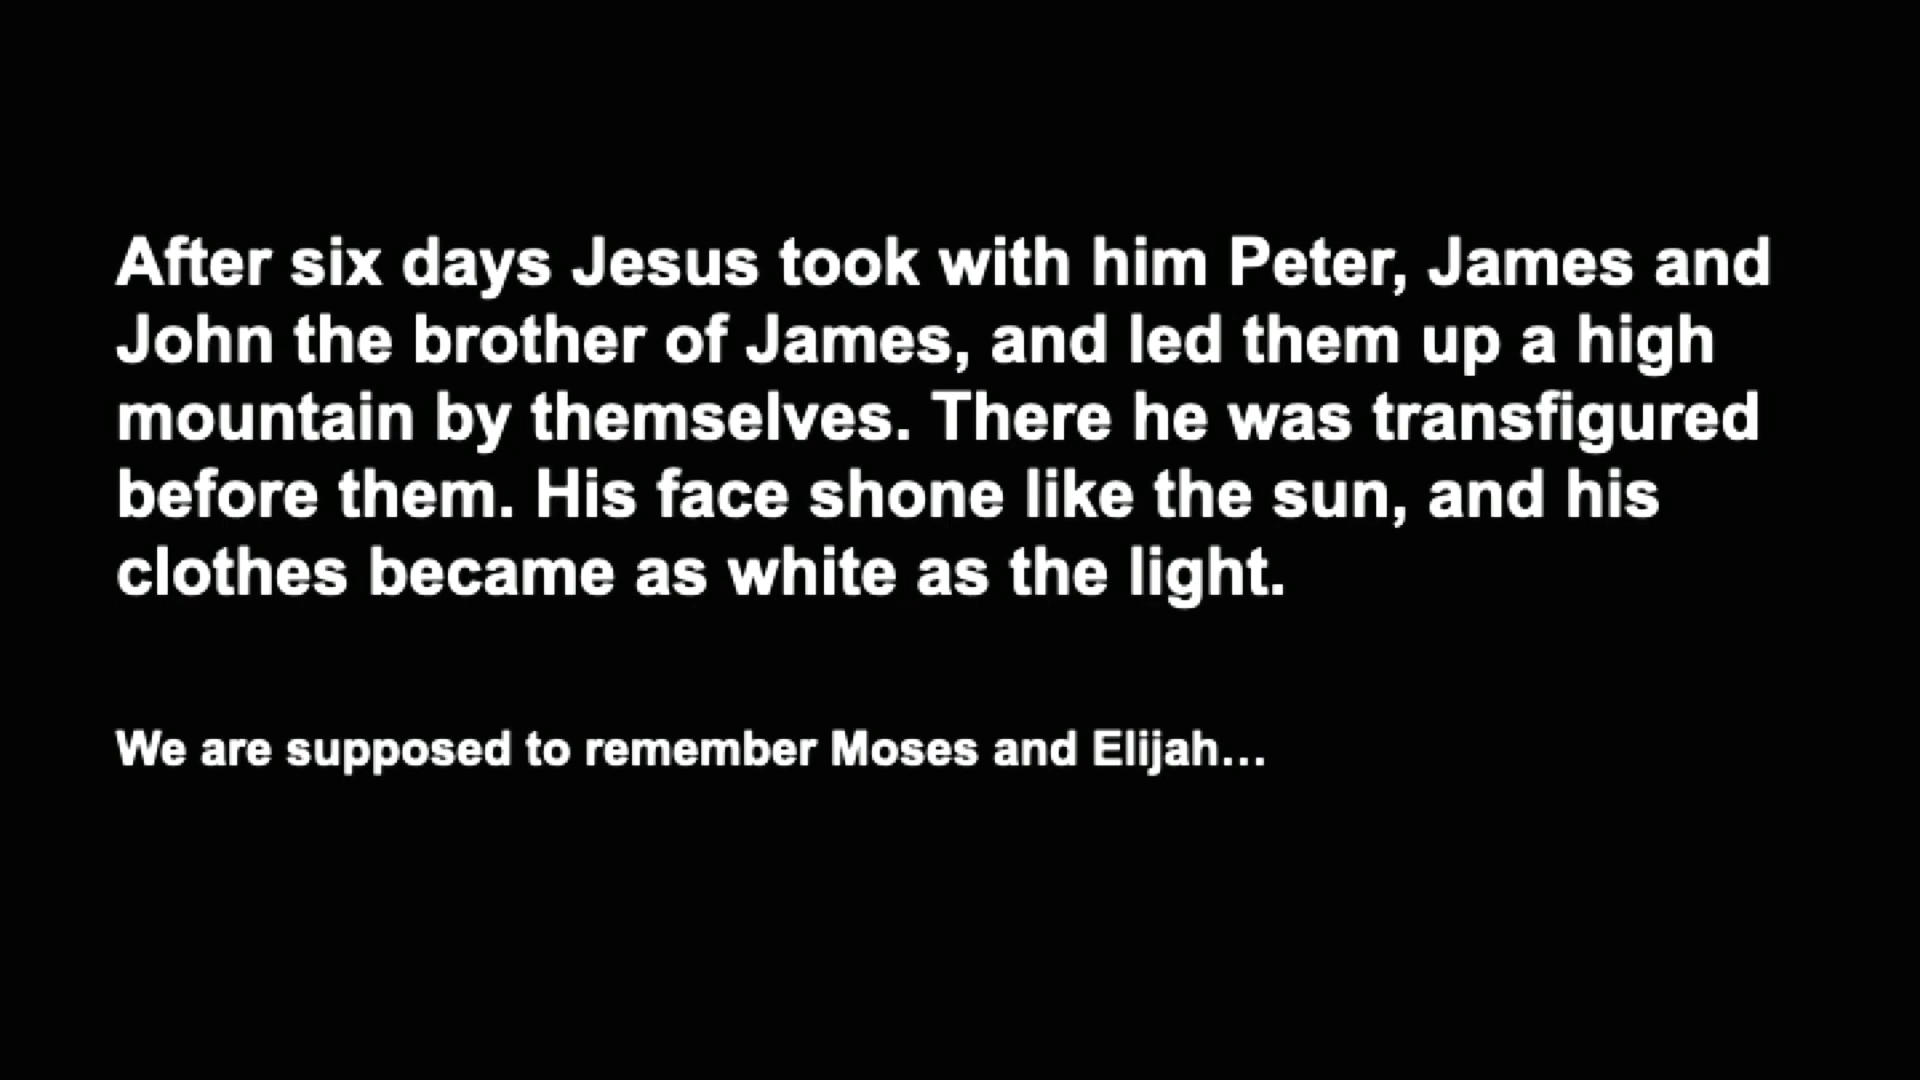 After six days Jesus took with him Peter, James and
John the brother of James, and led them up a high
mountain by themselves. There he was transfigured
before them. His face shone like the sun, and his
clothes became as white as the light.
We are supposed to remember Moses and Elijah...